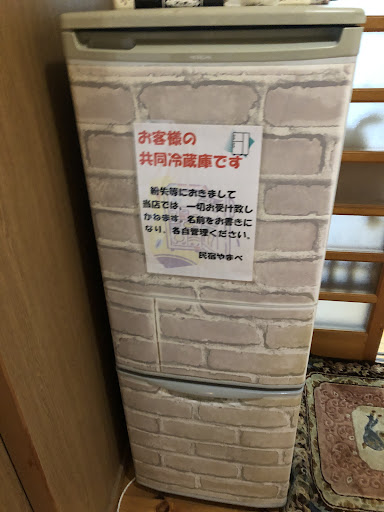 お客様の
共同冷蔵庫です
紛失等におきまして
当店では、一切お受け致し
かねます。名前をお書きに
なり、各自管理ください。
民宿やまべ